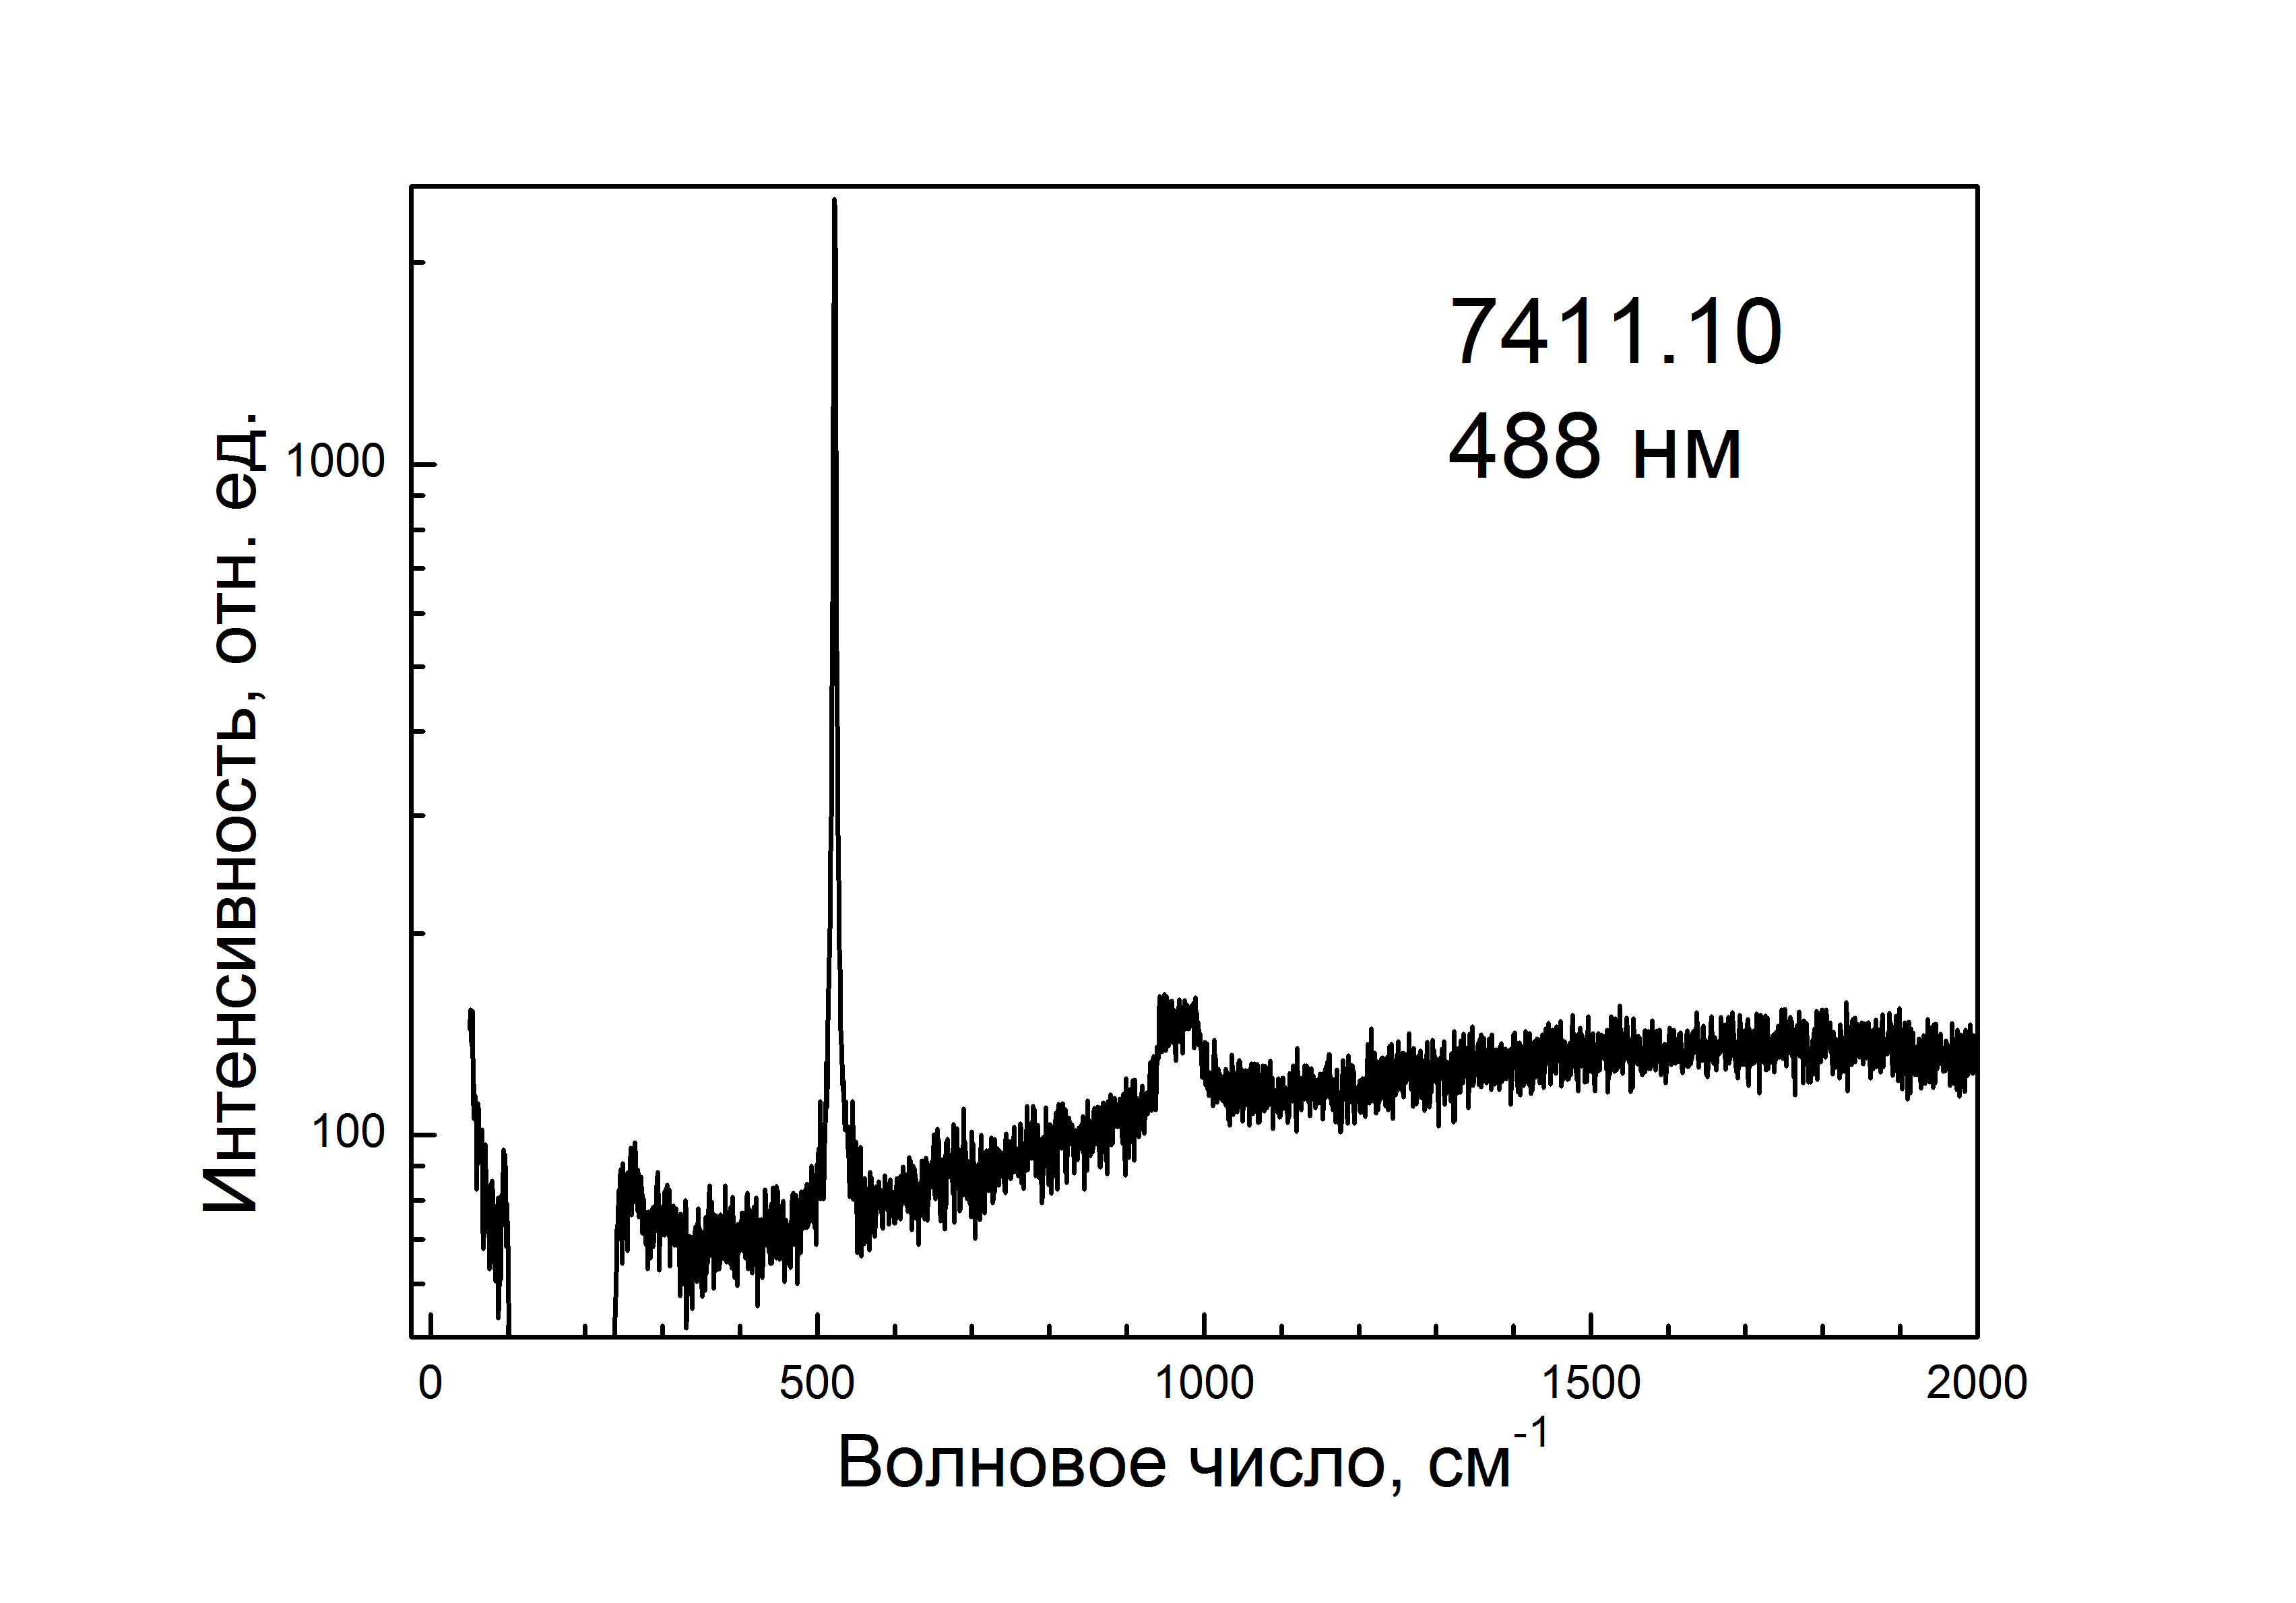 7411.10
488 нм
Интенсивность, отн. ед.
1000
100
0 500 1000 1500 2000
Волновое число, см⁻¹